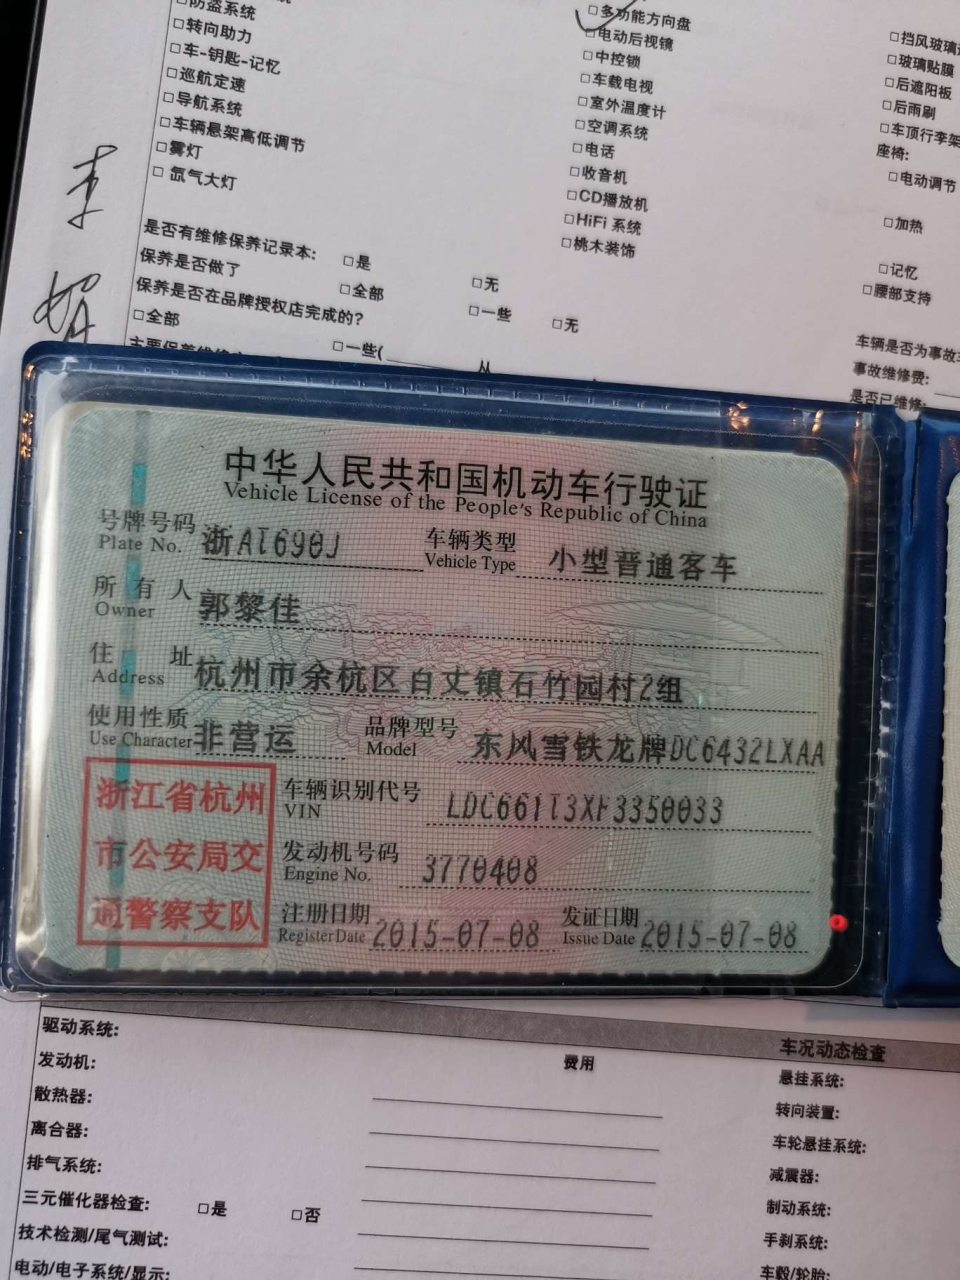 防盗系统
转向助力
车-钥匙-记忆
巡航定速
导航系统
车辆悬架高低调节
雾灯
氙气大灯
多功能方向盘
电动后视镜
中控锁
车载电视
室外温度计
空调系统
电话
收音机
CD播放机
HiFi 系统
桃木装饰
挡风玻璃
玻璃贴膜
后遮阳板
后雨刷
车顶行李架
座椅:
电动调节
加热
记忆
腰部支持
是否有维修保养记录本: 是
保养是否做了 全部 无
保养是否在品牌授权店完成的? 一些 无
全部 一些(
车辆是否为事故
事故维修费:
是否已维修:
中华人民共和国机动车行驶证
Vehicle License of the People's Republic of China
号牌号码 浙A1690J 车辆类型 小型普通客车
Plate No. Vehicle Type
所有人 郭黎佳
Owner
住址 杭州市余杭区百丈镇石竹园村2组
Address
使用性质 非营运 品牌型号 东风雪铁龙牌DC6432LXAA
Use Character Model
浙江省杭州
市公安局交
通警察支队
车辆识别代号 LDC661T3XF3350033
VIN
发动机号码 3770408
Engine No.
注册日期 2015-07-08 发证日期 2015-07-08
Register Date Issue Date
驱动系统:
发动机: 费用
散热器:
离合器:
排气系统:
三元催化器检查: 是 否
技术检测/尾气测试:
电动/电子系统/显示:
车况动态检查
悬挂系统:
转向装置:
车轮悬挂系统:
减震器:
制动系统:
手刹系统:
车毂/轮胎: